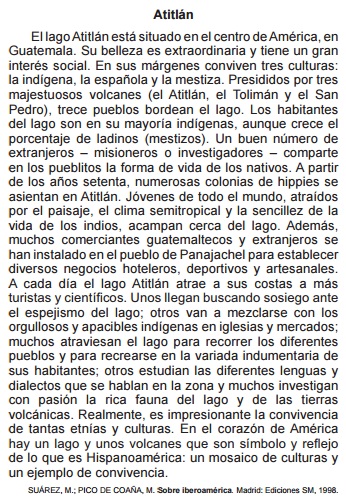 Atitlán
El lago Atitlán está situado en el centro de América, en
Guatemala. Su belleza es extraordinaria y tiene un gran
interés social. En sus márgenes conviven tres culturas:
la indígena, la española y la mestiza. Presididos por tres
majestuosos volcanes (el Atitlán, el Tolimán y el San
Pedro), trece pueblos bordean el lago. Los habitantes
del lago son en su mayoría indígenas, aunque crece el
porcentaje de ladinos (mestizos). Un buen número de
extranjeros – misioneros o investigadores – comparte
en los pueblitos la forma de vida de los nativos. A partir
de los años setenta, numerosas colonias de hippies se
asientan en Atitlán. Jóvenes de todo el mundo, atraídos
por el paisaje, el clima semitropical y la sencillez de la
vida de los indios, acampan cerca del lago. Además,
muchos comerciantes guatemaltecos y extranjeros se
han instalado en el pueblo de Panajachel para establecer
diversos negocios hoteleros, deportivos y artesanales.
A cada día el lago Atitlán atrae a sus costas a más
turistas y científicos. Unos llegan buscando sosiego ante
el espejismo del lago; otros van a mezclarse con los
orgullosos y apacibles indígenas en iglesias y mercados;
muchos atraviesan el lago para recorrer los diferentes
pueblos y para recrearse en la variada indumentaria de
sus habitantes; otros estudian las diferentes lenguas y
dialectos que se hablan en la zona y muchos investigan
con pasión la rica fauna del lago y de las tierras
volcánicas. Realmente, es impresionante la convivencia
de tantas etnías y culturas. En el corazón de América
hay un lago y unos volcanes que son símbolo y reflejo
de lo que es Hispanoamérica: un mosaico de culturas y
un ejemplo de convivencia.
SUÁREZ, M.; PICO DE COAÑA, M. Sobre iberoamérica. Madrid: Ediciones SM, 1998.